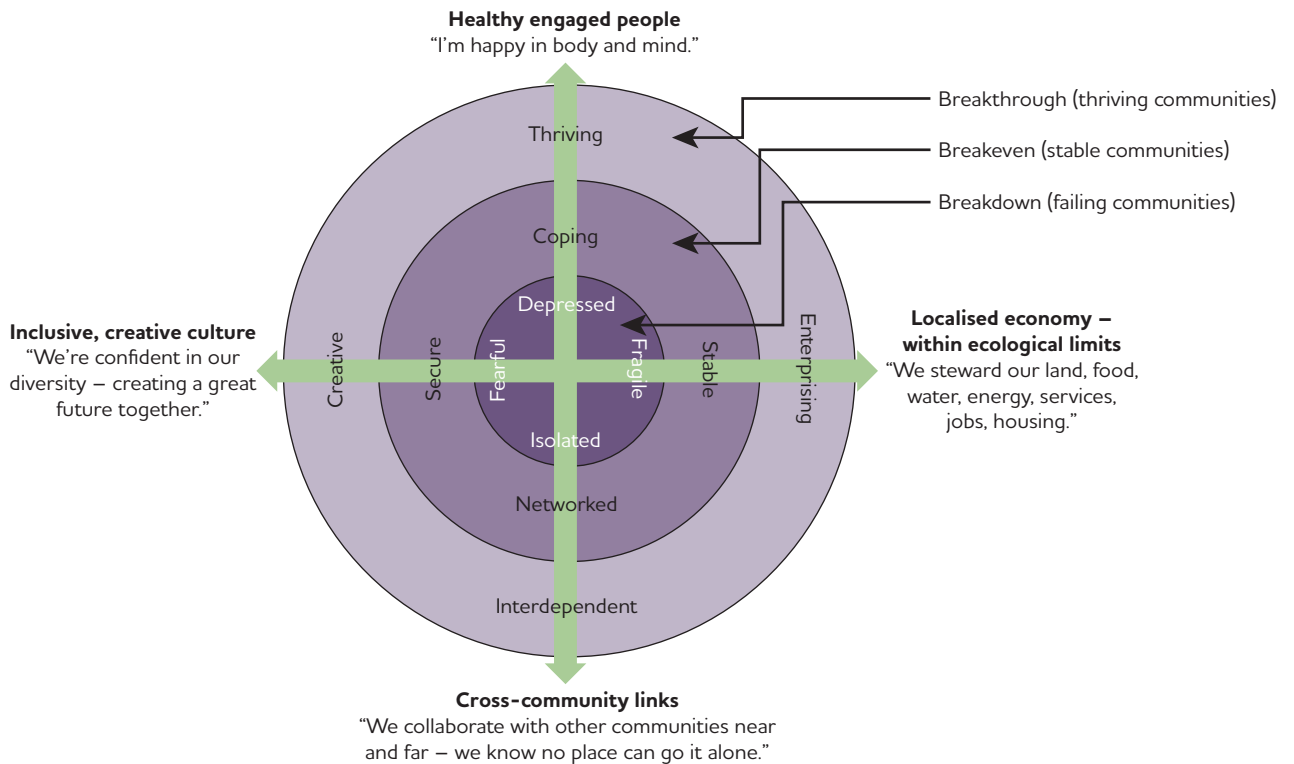 Healthy engaged people
“I’m happy in body and mind.”
Breakthrough (thriving communities)
Breakeven (stable communities)
Breakdown (failing communities)
Thriving
Coping
Depressed
Inclusive, creative culture
“We’re confident in our
diversity – creating a great
future together.”
Creative
Secure
Fearful
Fragile
Stable
Enterprising
Localised economy –
within ecological limits
“We steward our land, food,
water, energy, services,
jobs, housing.”
Isolated
Networked
Interdependent
Cross-community links
“We collaborate with other communities near
and far – we know no place can go it alone.”